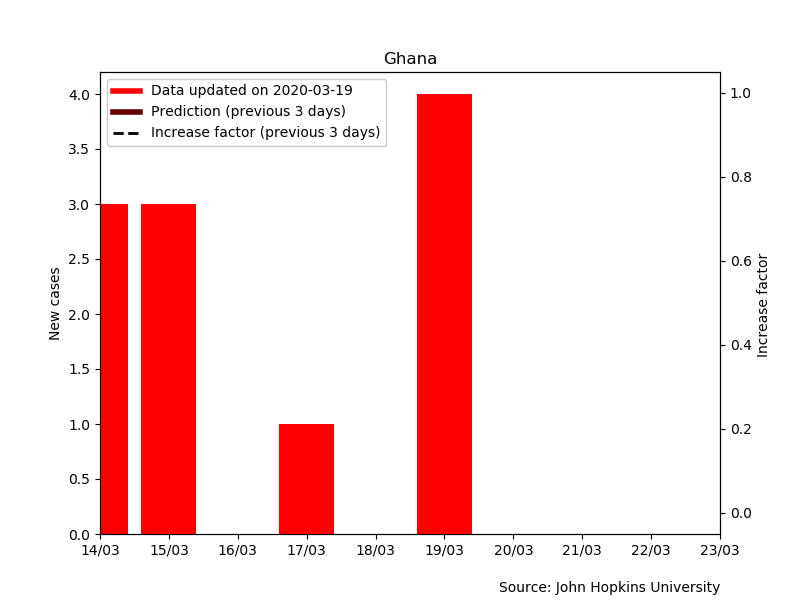 Ghana
Data updated on 2020-03-19
Prediction (previous 3 days)
Increase factor (previous 3 days)
New cases
4.0
3.5
3.0
2.5
2.0
1.5
1.0
0.5
0.0
1.0
0.8
0.6
0.4
0.2
0.0
Increase factor
14/03 15/03 16/03 17/03 18/03 19/03 20/03 21/03 22/03 23/03
Source: John Hopkins University